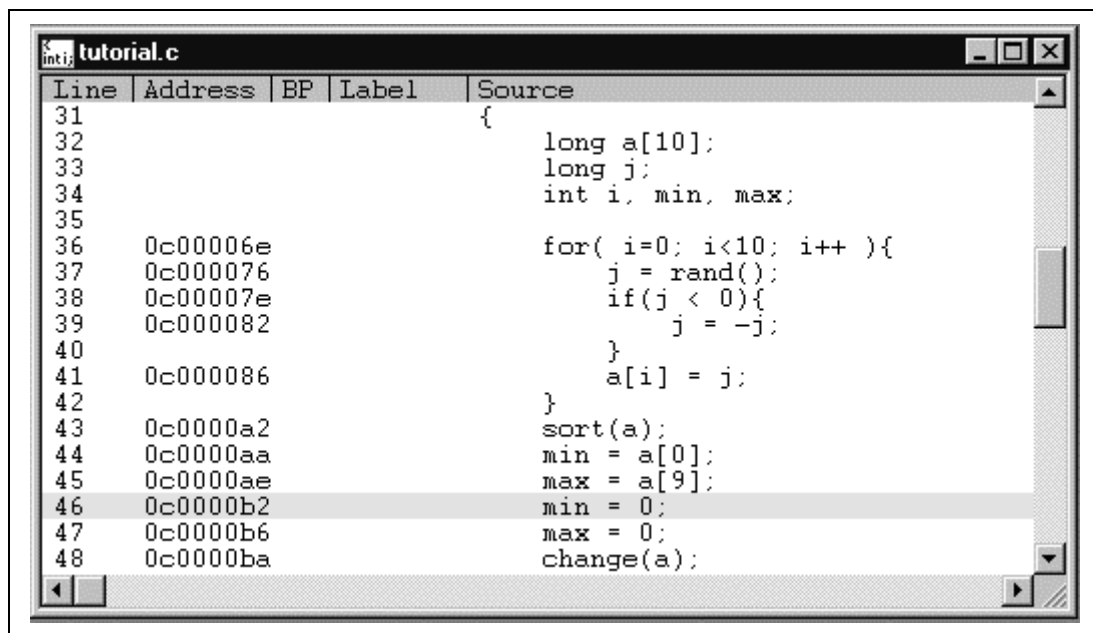 int i; tutorial.c
Line Address BP Label Source
31 {
32 long a[10];
33 long j;
34 int i, min, max;
35
36 0c00006e for( i=0; i<10; i++ ){
37 0c000076 j = rand();
38 0c00007e if(j < 0){
39 0c000082 j = -j;
40 }
41 0c000086 a[i] = j;
42 }
43 0c0000a2 sort(a);
44 0c0000aa min = a[0];
45 0c0000ae max = a[9];
46 0c0000b2 min = 0;
47 0c0000b6 max = 0;
48 0c0000ba change(a);